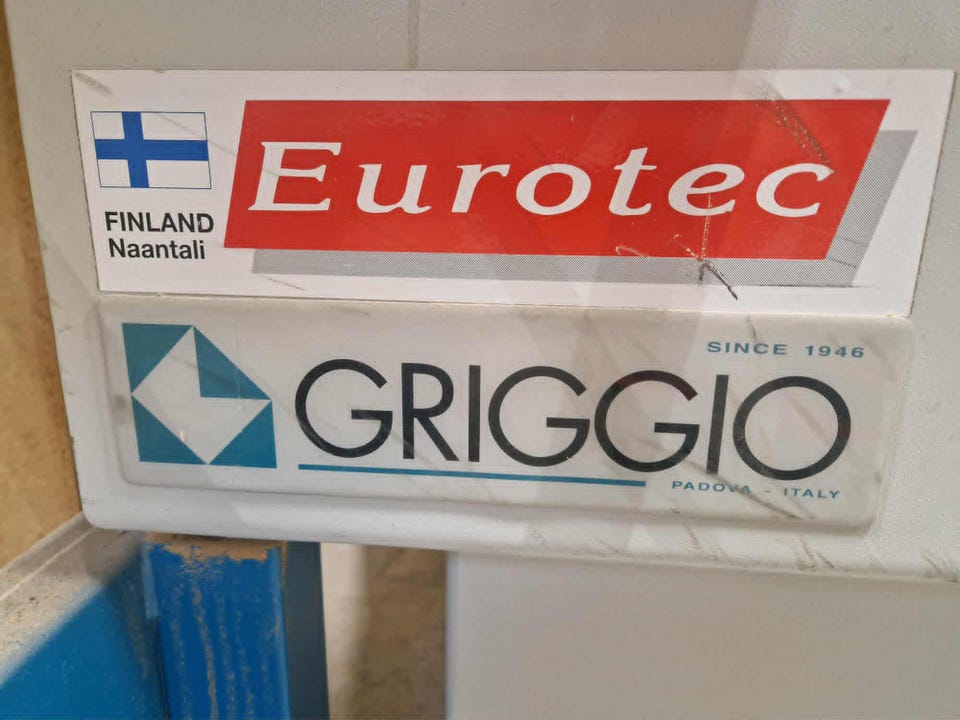 Eurotec
FINLAND
Naantali
SINCE 1946
GRIGGIO
PADOVA - ITALY